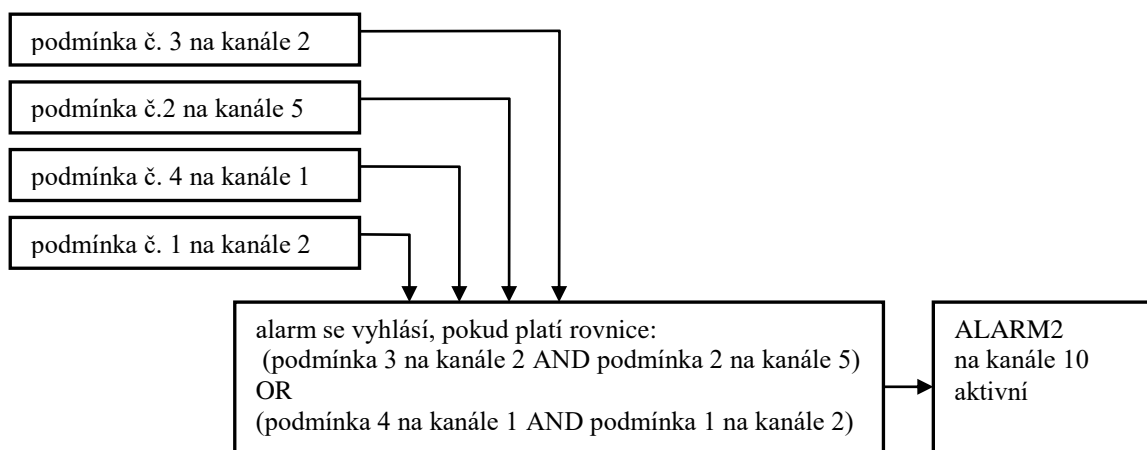 podmínka č. 3 na kanále 2
podmínka č.2 na kanále 5
podmínka č. 4 na kanále 1
podmínka č. 1 na kanále 2
alarm se vyhlásí, pokud platí rovnice:
(podmínka 3 na kanále 2 AND podmínka 2 na kanále 5)
OR
(podmínka 4 na kanále 1 AND podmínka 1 na kanále 2)
ALARM2
na kanále 10
aktivní